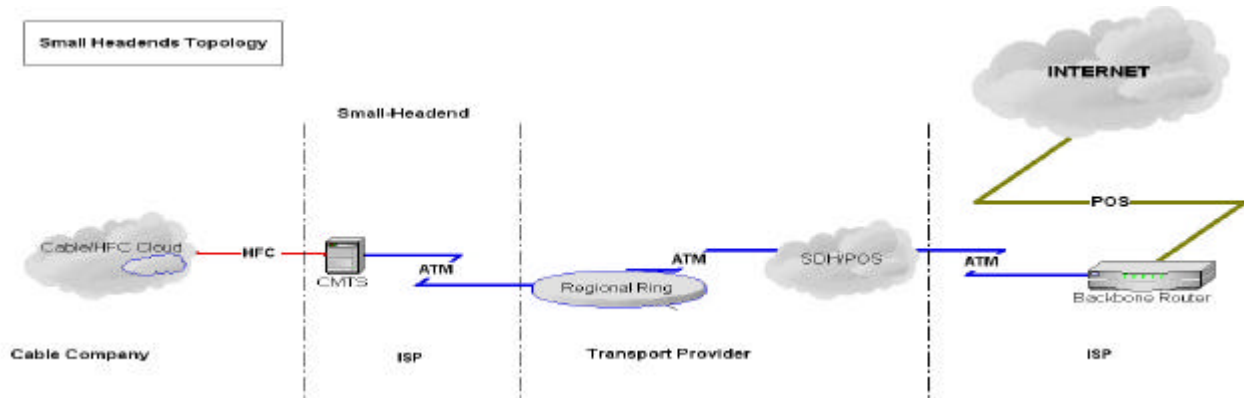 Small Headends Topology
INTERNET
Small-Headend
POS
Cable/HFC Cloud
HFC
CMTS
ATM
Regional Ring
ATM
SDH/POS
ATM
Backbone Router
Cable Company
ISP
Transport Provider
ISP